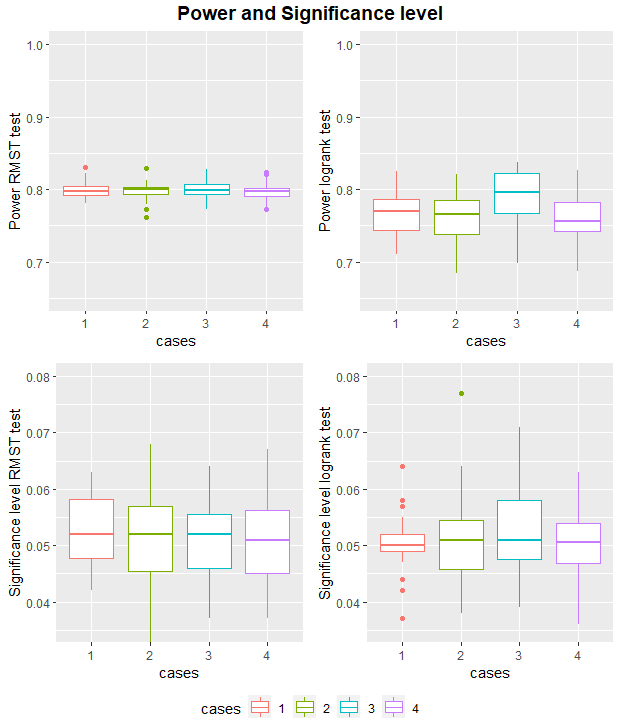 Power and Significance level
Power RMST test
1.0
0.9
0.8
0.7
1 2 3 4
cases
Power logrank test
1.0
0.9
0.8
0.7
1 2 3 4
cases
Significance level RMST test
0.08
0.07
0.06
0.05
0.04
1 2 3 4
cases
Significance level logrank test
0.08
0.07
0.06
0.05
0.04
1 2 3 4
cases
cases 1 2 3 4